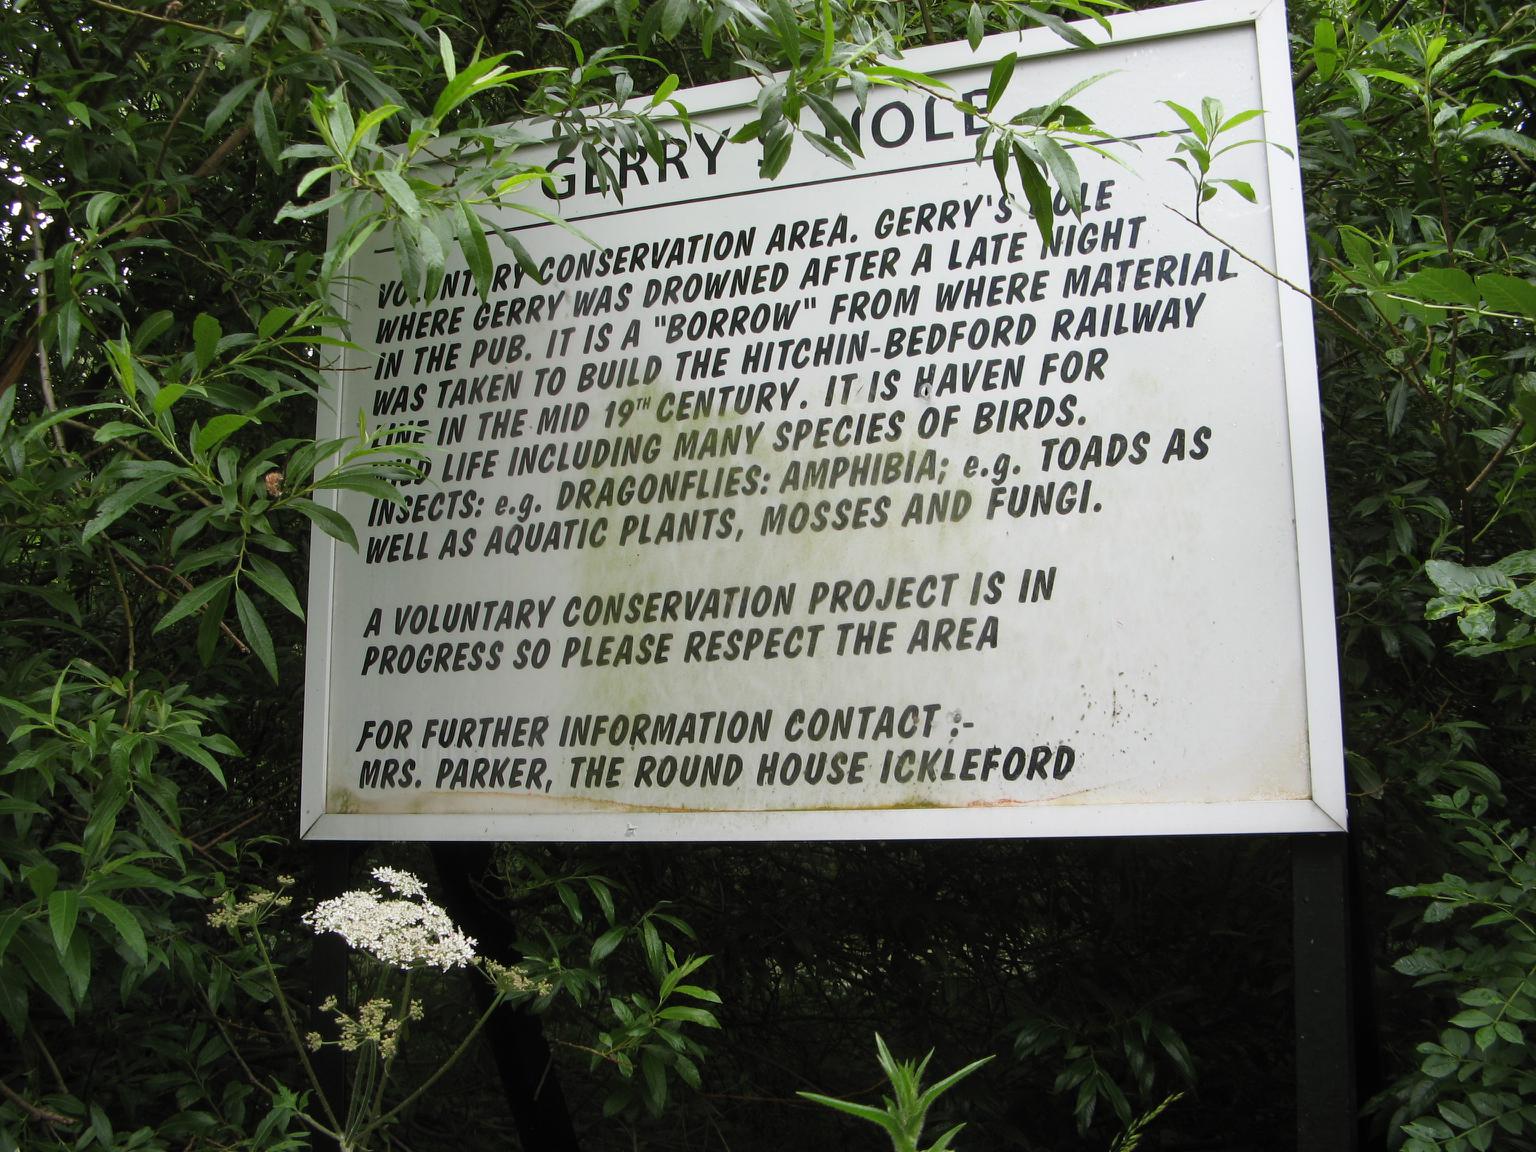 GERRY'S HOLE
VOLUNTARY CONSERVATION AREA. GERRY'S HOLE
WHERE GERRY WAS DROWNED AFTER A LATE NIGHT
IN THE PUB. IT IS A "BORROW" FROM WHERE MATERIAL
WAS TAKEN TO BUILD THE HITCHIN-BEDFORD RAILWAY
LINE IN THE MID 19TH CENTURY. IT IS HAVEN FOR
WILD LIFE INCLUDING MANY SPECIES OF BIRDS.
INSECTS: e.g. DRAGONFLIES: AMPHIBIA; e.g. TOADS AS
WELL AS AQUATIC PLANTS, MOSSES AND FUNGI.
A VOLUNTARY CONSERVATION PROJECT IS IN
PROGRESS SO PLEASE RESPECT THE AREA
FOR FURTHER INFORMATION CONTACT :-
MRS. PARKER, THE ROUND HOUSE ICKLEFORD